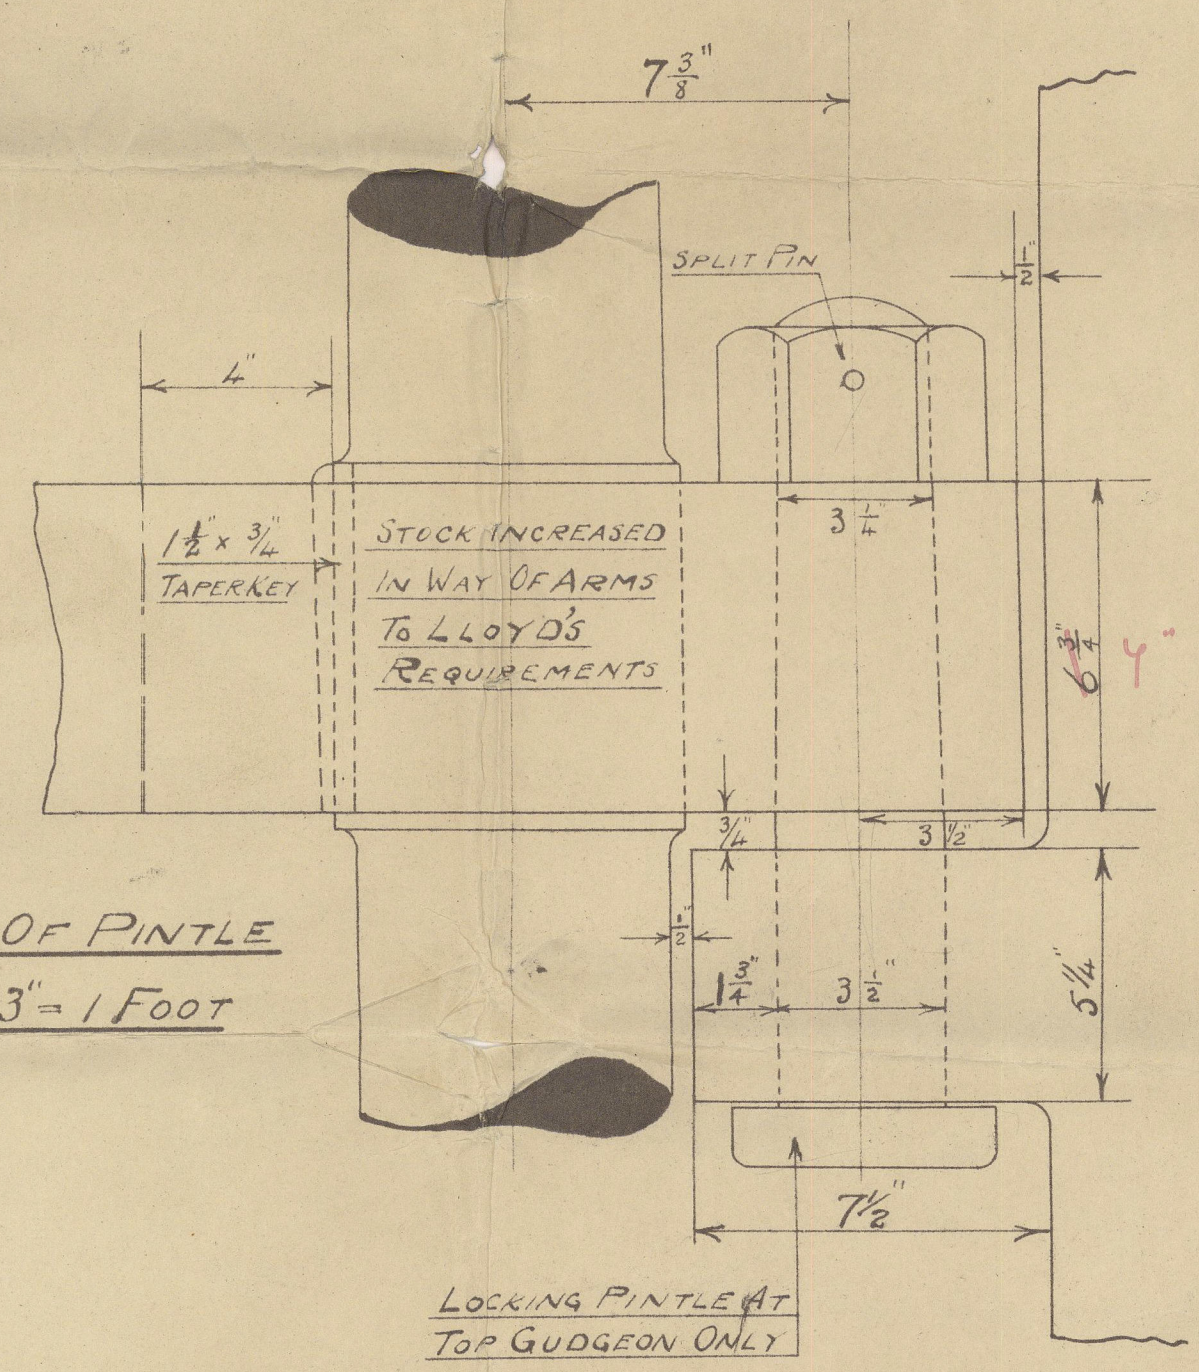 7 3/8"
SPLIT PIN
1/2"
4"
3 1/4"
1 1/2" x 3/4"
TAPER KEY
STOCK INCREASED
IN WAY OF ARMS
TO LLOYD'S
REQUIREMENTS
6 3/4"
3/4"
3 1/2"
OF PINTLE
3" = 1 FOOT
1/2"
1 3/4"
3 1/2"
5 1/4"
7 1/2"
LOCKING PINTLE AT
TOP GUDGEON ONLY